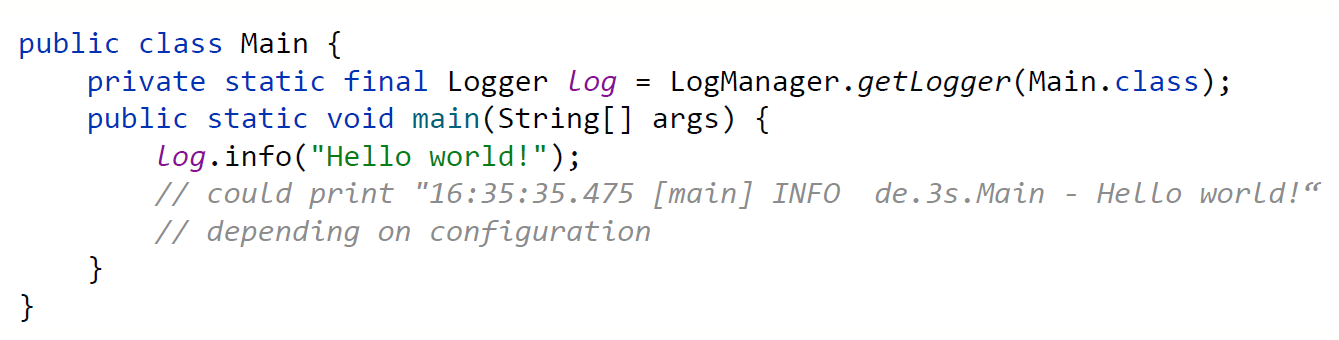 public class Main {
    private static final Logger log = LogManager.getLogger(Main.class);
    public static void main(String[] args) {
        log.info("Hello world!");
        // could print "16:35:35.475 [main] INFO  de.3s.Main - Hello world!“
        // depending on configuration
    }
}